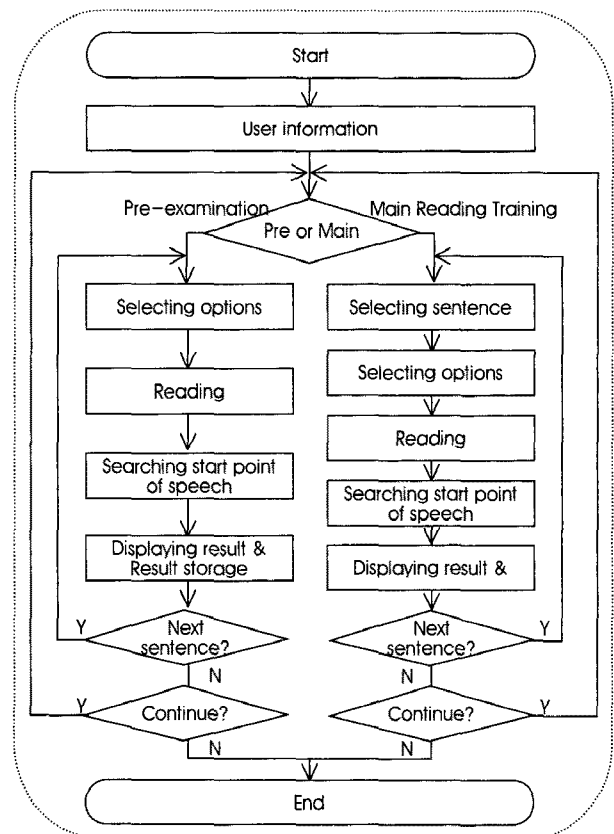 Start
User information
Pre-examination
Main Reading Training
Pre or Main
Selecting options
Reading
Searching start point
of speech
Displaying result &
Result storage
Y
Next
sentence?
N
Y
Continue?
N
Selecting sentence
Selecting options
Reading
Searching start point
of speech
Displaying result &
Next
sentence?
Y
N
Continue?
Y
N
End